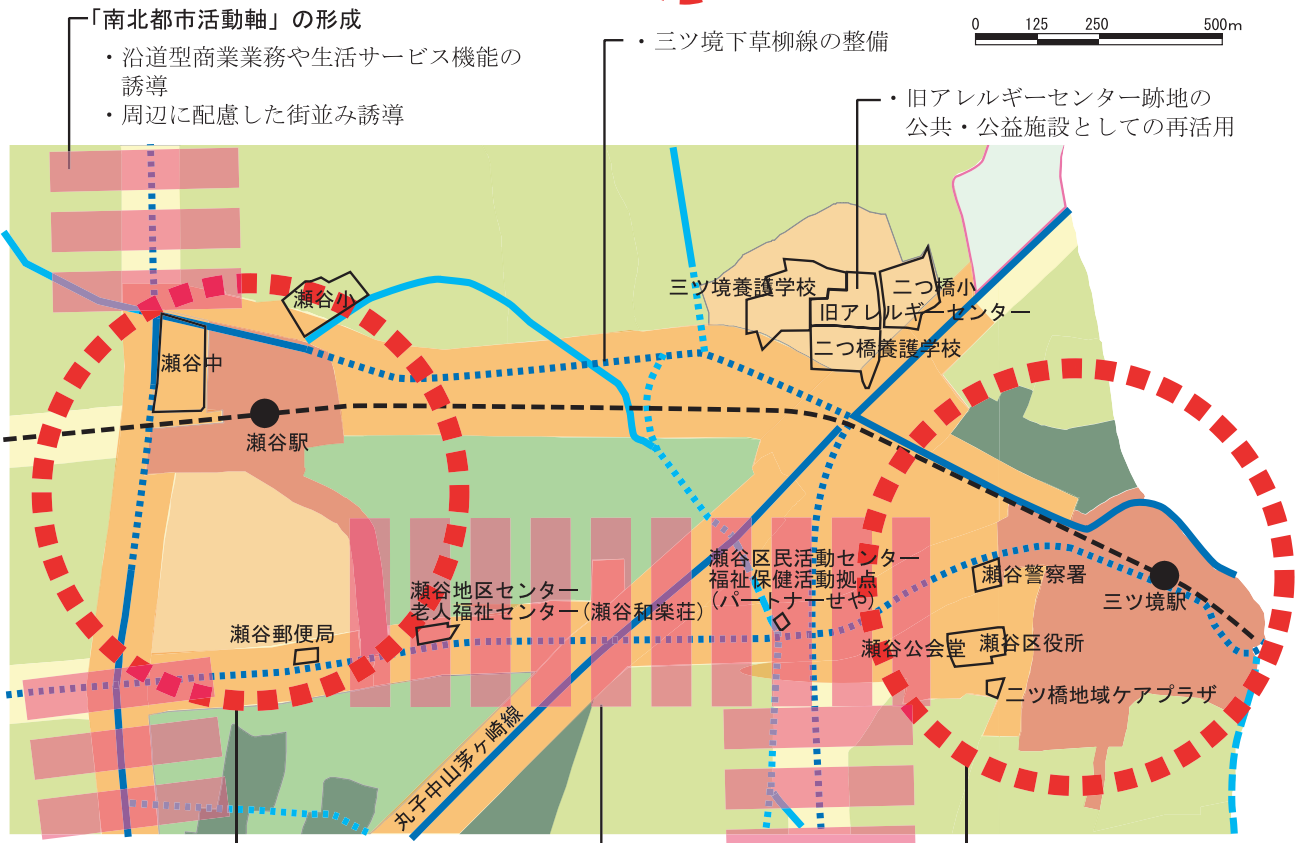 「南北都市活動軸」の形成
・沿道型商業業務や生活サービス機能の
誘導
・周辺に配慮した街並み誘導
・三ツ境下草柳線の整備
0 125 250 500m
・旧アレルギーセンター跡地の
公共・公益施設としての再活用
三ツ境養護学校
二つ橋小
旧アレルギーセンター
二つ橋養護学校
瀬谷小
瀬谷中
瀬谷駅
瀬谷区民活動センター
福祉保健活動拠点
(パートナーせや)
瀬谷地区センター
老人福祉センター(瀬谷和楽荘)
瀬谷郵便局
瀬谷警察署
三ツ境駅
瀬谷公会堂
瀬谷区役所
二ツ橋地域ケアプラザ
丸子中山茅ヶ崎線